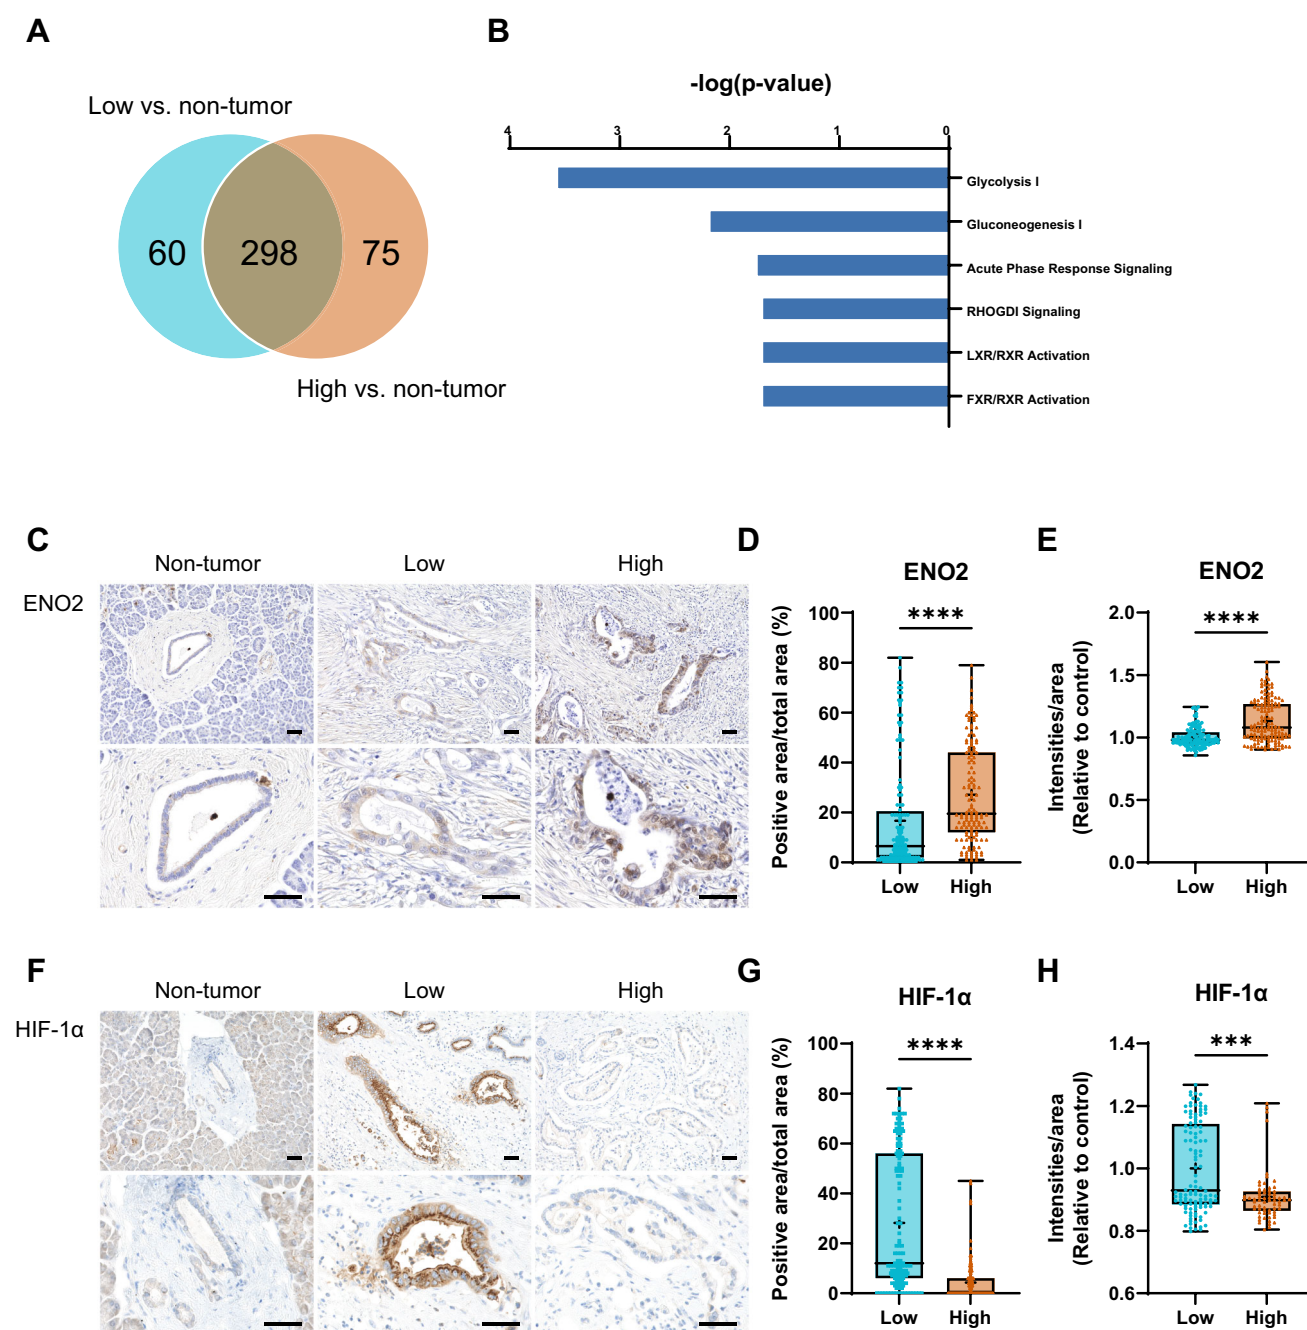 A
B
Low vs. non-tumor
60
298
75
High vs. non-tumor
-log(p-value)
4 3 2 1 0
Glycolysis I
Gluconeogenesis I
Acute Phase Response Signaling
RHOGDI Signaling
LXR/RXR Activation
FXR/RXR Activation
C
Non-tumor Low High
ENO2
D
ENO2
Positive area/total area (%)
100
80
60
40
20
0
****
Low High
E
ENO2
Intensities/area
(Relative to control)
2.0
1.5
1.0
0.5
0.0
****
Low High
F
Non-tumor Low High
HIF-1α
G
HIF-1α
Positive area/total area (%)
100
80
60
40
20
0
****
Low High
H
HIF-1α
Intensities/area
(Relative to control)
1.4
1.2
1.0
0.8
0.6
***
Low High